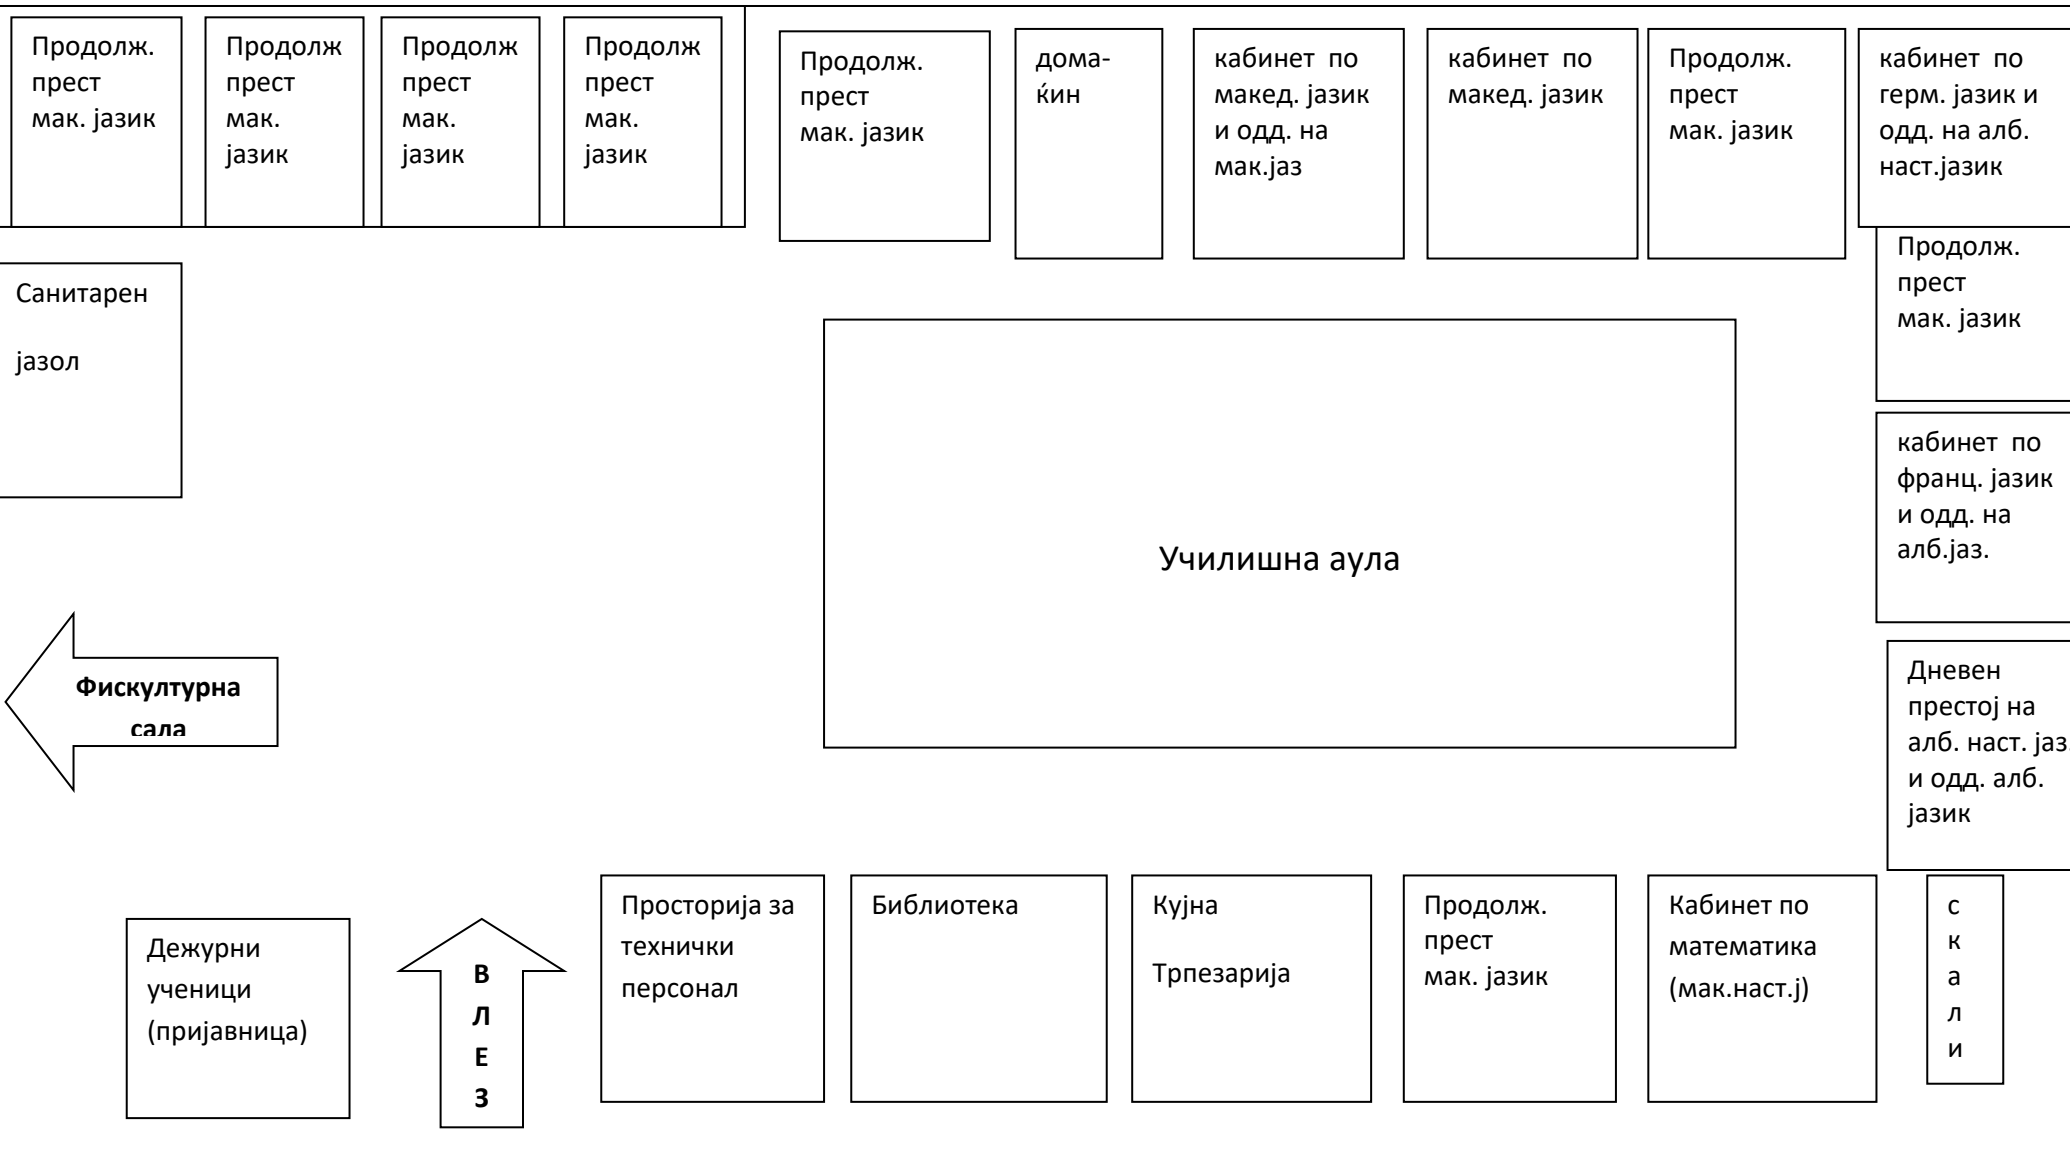 Продолж.
прест
мак. јазик
Продолж
прест
мак.
јазик
Продолж
прест
мак.
јазик
Продолж
прест
мак.
јазик
Продолж.
прест
мак. јазик
дома-
ќин
кабинет по
макед. јазик
и одд. на
мак.јаз
кабинет по
макед. јазик
Продолж.
прест
мак. јазик
кабинет по
герм. јазик и
одд. на алб.
наст.јазик
Продолж.
прест
мак. јазик
Санитарен
јазол
кабинет по
франц. јазик
и одд. на
алб.јаз.
Училишна аула
Фискултурна
сала
Дневен
престој на
алб. наст. јаз.
и одд. алб.
јазик
Дежурни
ученици
(пријавница)
В
Л
Е
З
Просторија за
технички
персонал
Библиотека
Кујна
Трпезарија
Продолж.
прест
мак. јазик
Кабинет по
математика
(мак.наст.ј)
с
к
а
л
и